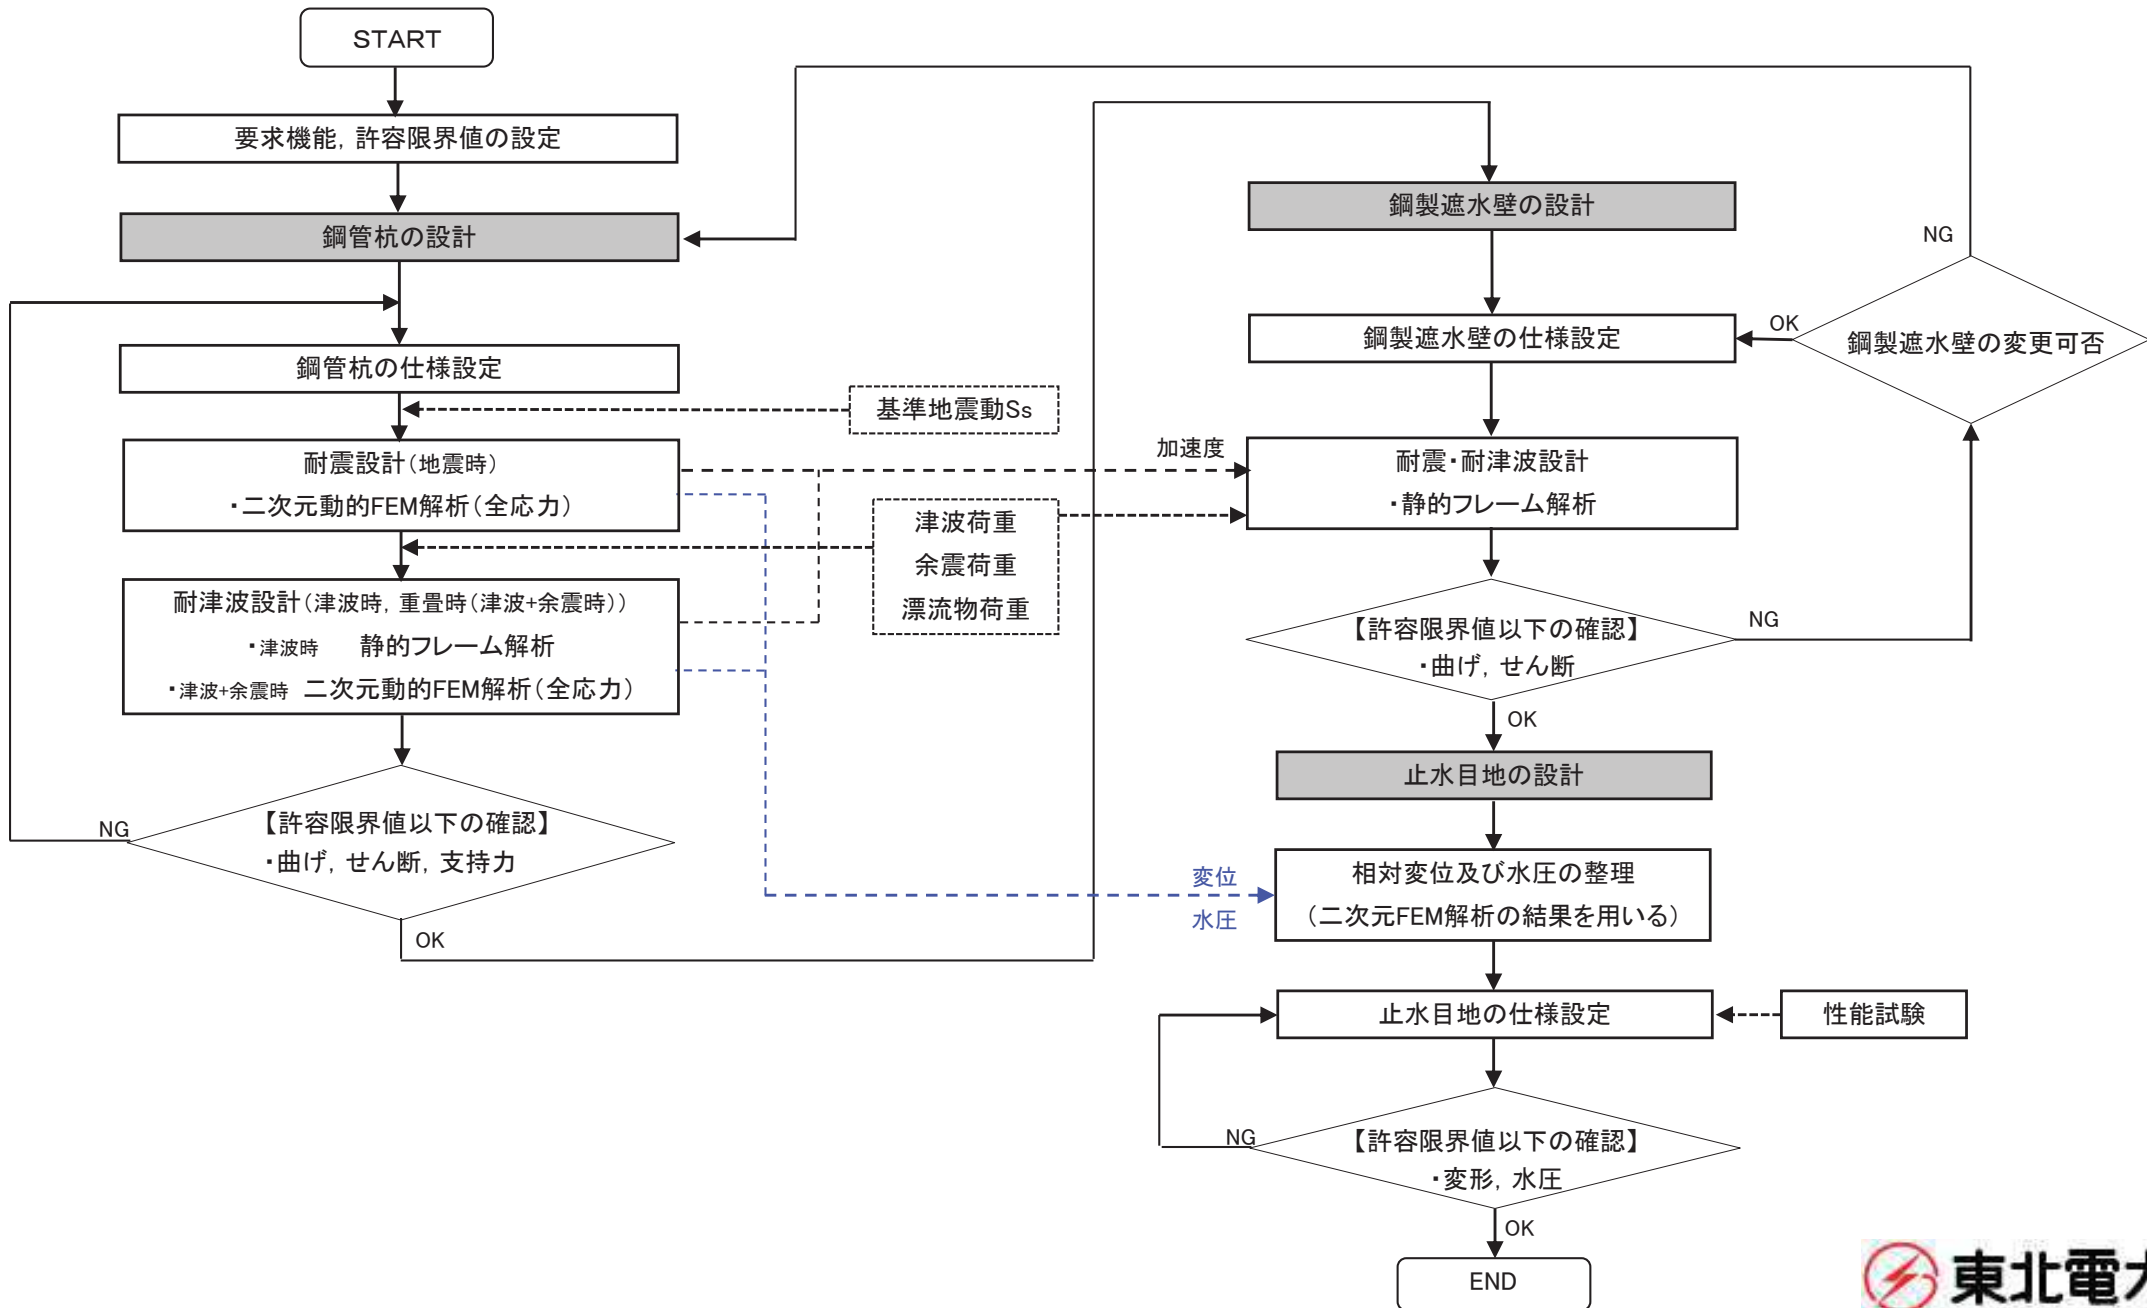 START
要求機能，許容限界値の設定
鋼管杭の設計
鋼管杭の仕様設定
基準地震動Ss
耐震設計（地震時）
・二次元動的FEM解析（全応力）
津波荷重
余震荷重
漂流物荷重
耐津波設計（津波時，重畳時（津波+余震時））
・津波時　静的フレーム解析
・津波+余震時 二次元動的FEM解析（全応力）
【許容限界値以下の確認】
・曲げ，せん断，支持力
NG
OK
鋼製遮水壁の設計
鋼製遮水壁の仕様設定
OK
鋼製遮水壁の変更可否
NG
加速度
耐震・耐津波設計
・静的フレーム解析
【許容限界値以下の確認】
・曲げ，せん断
NG
OK
止水目地の設計
変位
水圧
相対変位及び水圧の整理
（二次元FEM解析の結果を用いる）
止水目地の仕様設定
性能試験
【許容限界値以下の確認】
・変形，水圧
NG
OK
END
東北電